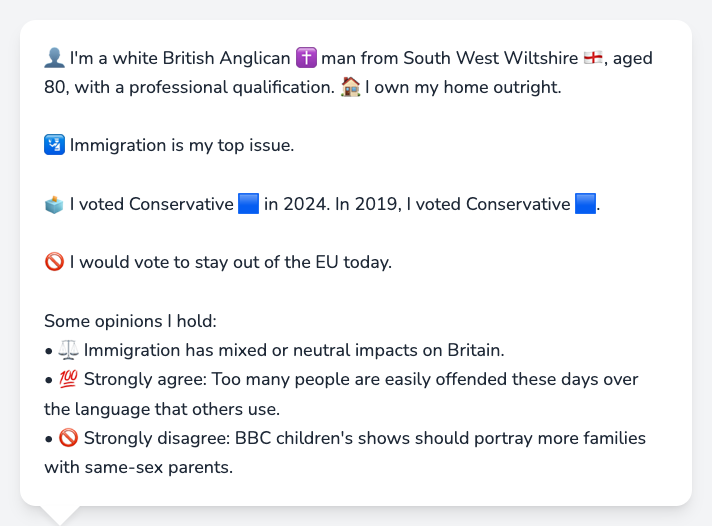 👤 I'm a white British Anglican ✝️ man from South West Wiltshire 🏴󠁧󠁢󠁥󠁮󠁧󠁿, aged
80, with a professional qualification. 🏠 I own my home outright.
🛂 Immigration is my top issue.
🗳️ I voted Conservative 🟦 in 2024. In 2019, I voted Conservative 🟦.
🚫 I would vote to stay out of the EU today.
Some opinions I hold:
• ⚖️ Immigration has mixed or neutral impacts on Britain.
• 💯 Strongly agree: Too many people are easily offended these days over
the language that others use.
• 🚫 Strongly disagree: BBC children's shows should portray more families
with same-sex parents.